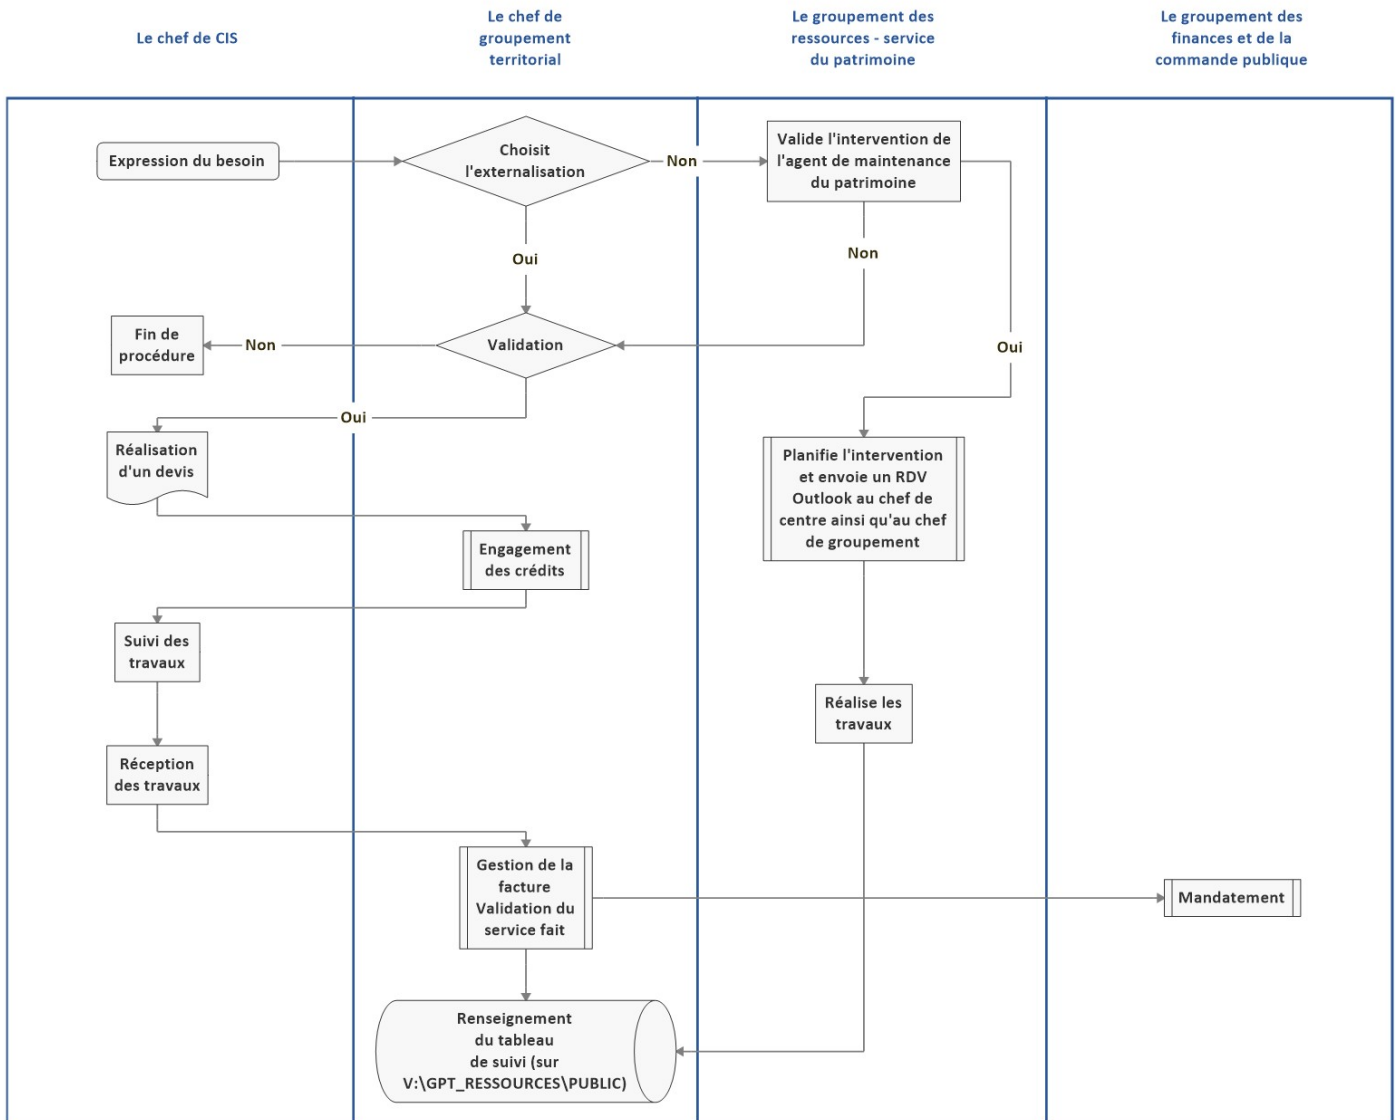 Le chef de CIS
Le chef de
groupement
territorial
Le groupement des
ressources - service
du patrimoine
Le groupement des
finances et de la
commande publique
Expression du besoin
Choisit
l'externalisation
Non
Valide l'intervention de
l'agent de maintenance
du patrimoine
Oui
Non
Fin de
procédure
Non
Validation
Oui
Oui
Réalisation
d'un devis
Planifie l'intervention
et envoie un RDV
Outlook au chef de
centre ainsi qu'au chef
de groupement
Engagement
des crédits
Suivi des
travaux
Réalise les
travaux
Réception
des travaux
Gestion de la
facture
Validation du
service fait
Mandatement
Renseignement
du tableau
de suivi (sur
V:\GPT_RESSOURCES\PUBLIC)